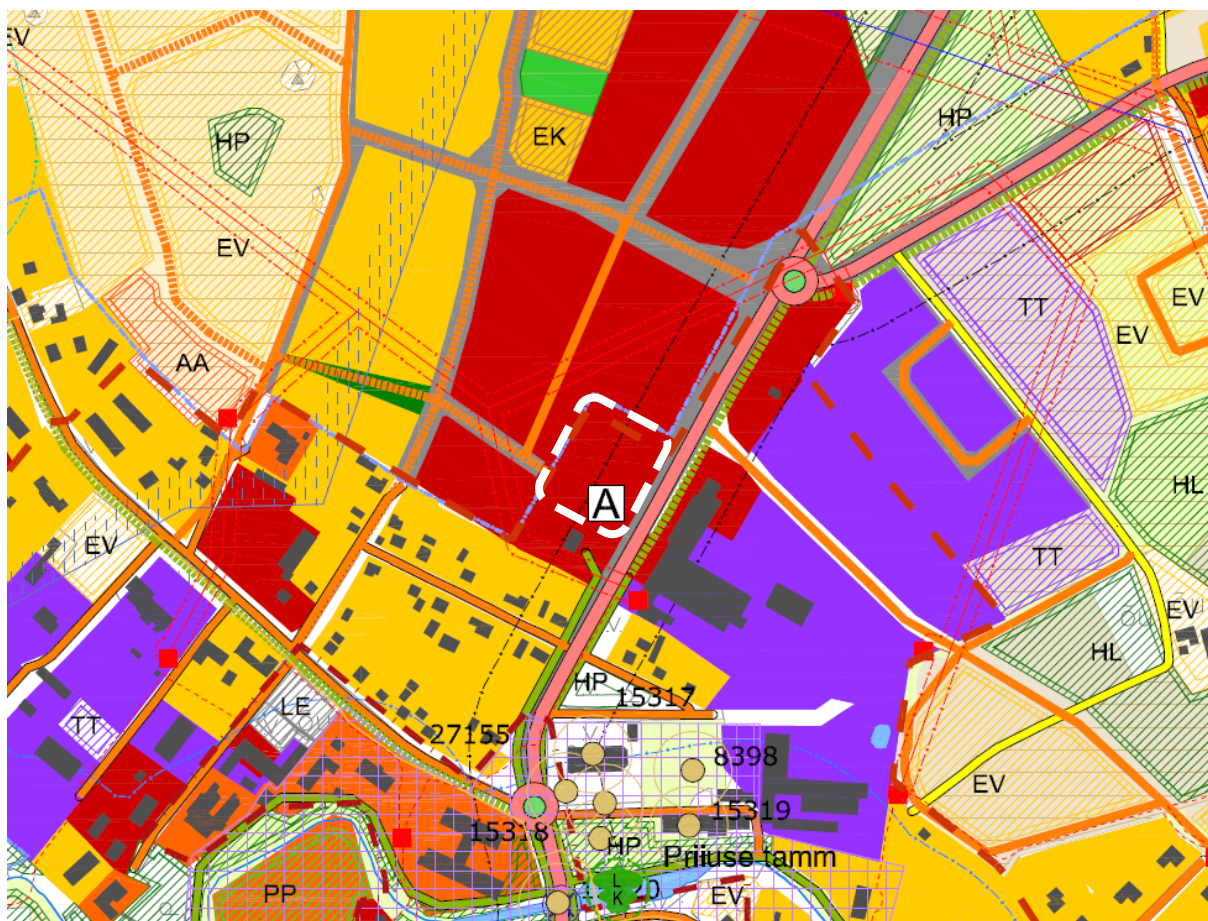 EV
HP
EK
HP
EV
TT
EV
EV
AA
A
HL
EV
TT
EV
HL
HP
15317
LE
TT
27155
8398
EV
15319
15318
HP
Priiuse tamm
PP
EV
k